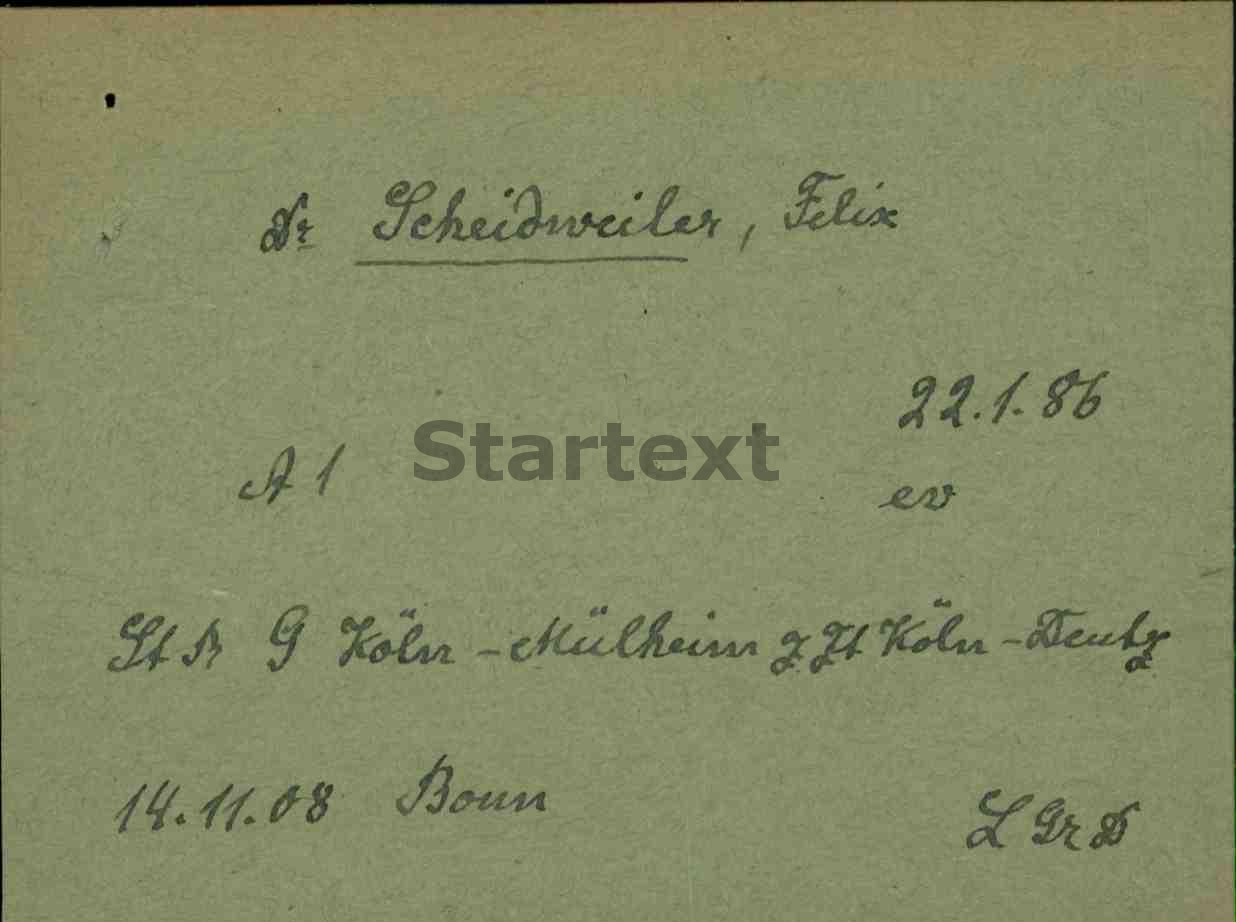 Dr Scheidweiler, Felix
22.1.86
A 1 Startext
ev
St R G Köln - Mülheim z. Zt Köln - Deutz
14.11.08 Bonn
L Gr D